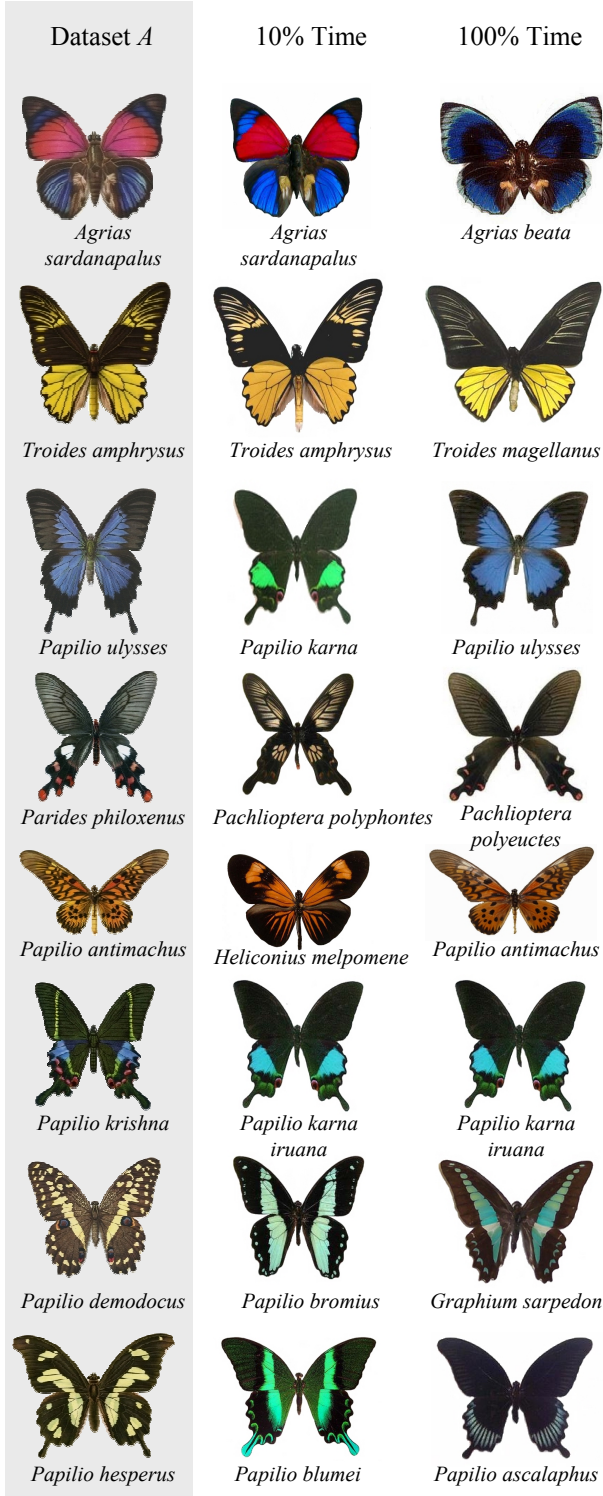 Dataset A 10% Time 100% Time
Agrias sardanapalus
Agrias sardanapalus
Agrias beata
Troides amphrysus
Troides amphrysus
Troides magellanus
Papilio ulysses
Papilio karna
Papilio ulysses
Parides philoxenus
Pachlioptera polyphontes
Pachlioptera polyeuctes
Papilio antimachus
Heliconius melpomene
Papilio antimachus
Papilio krishna
Papilio karna iruana
Papilio karna iruana
Papilio demodocus
Papilio bromius
Graphium sarpedon
Papilio hesperus
Papilio blumei
Papilio ascalaphus